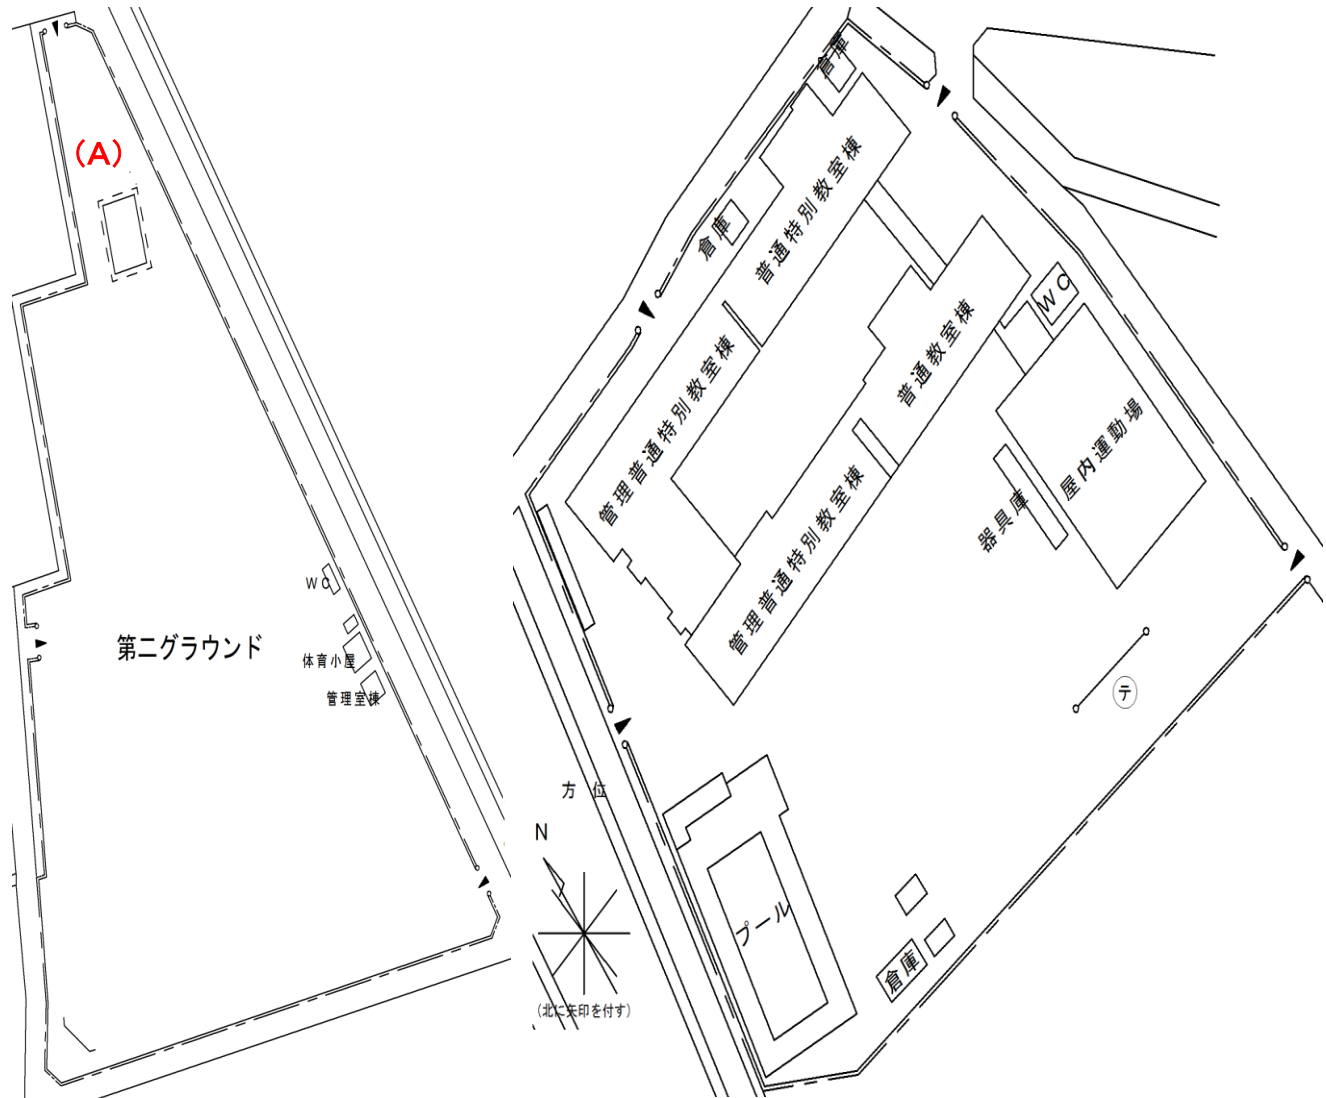 (A)
WC
第二グラウンド
体育小屋
管理室棟
倉庫
倉庫
普通特別教室棟
管理普通特別教室棟
普通教室棟
管理普通特別教室棟
WC
屋内運動場
器具庫
テ
方位
N
(北に矢印を付す)
プール
倉庫